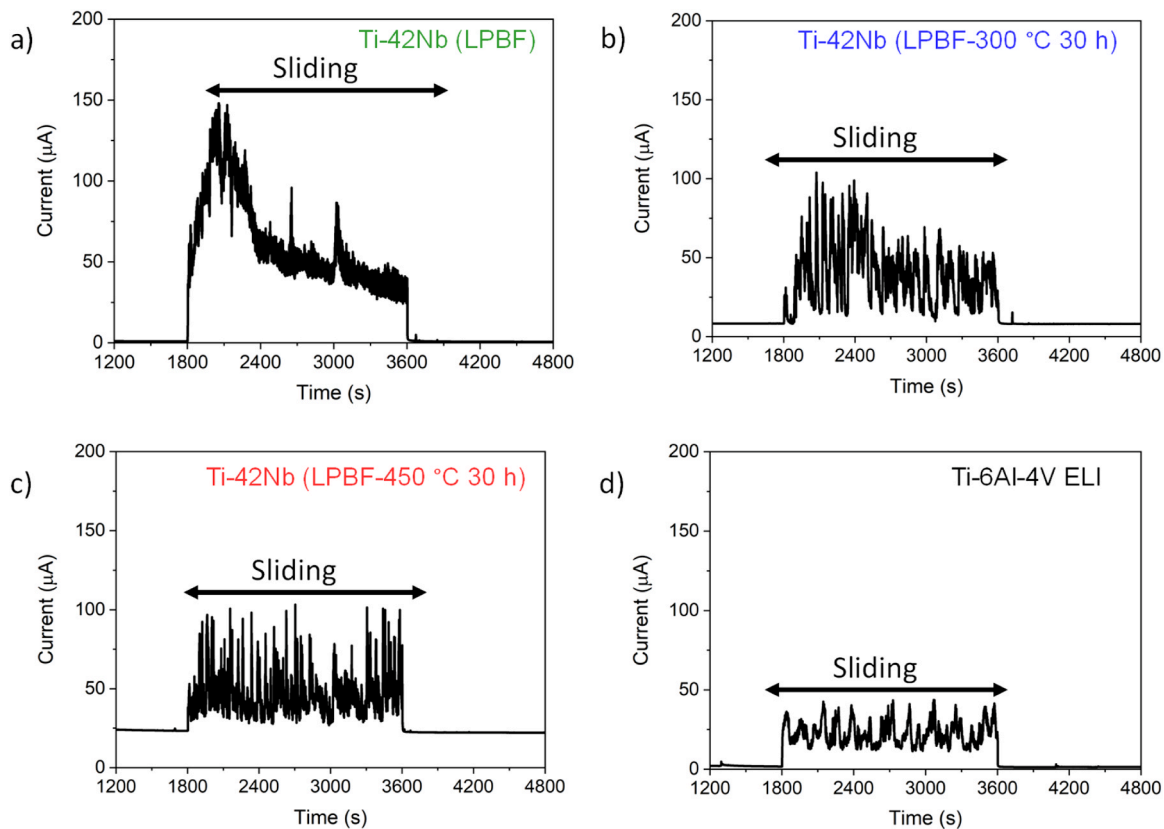 a)
Ti-42Nb (LPBF)
Sliding
200
150
100
50
0
Current (μA)
1200 1800 2400 3000 3600 4200 4800
Time (s)
b)
Ti-42Nb (LPBF-300 °C 30 h)
Sliding
200
150
100
50
0
Current (μA)
1200 1800 2400 3000 3600 4200 4800
Time (s)
c)
Ti-42Nb (LPBF-450 °C 30 h)
Sliding
200
150
100
50
0
Current (μA)
1200 1800 2400 3000 3600 4200 4800
Time (s)
d)
Ti-6Al-4V ELI
Sliding
200
150
100
50
0
Current (μA)
1200 1800 2400 3000 3600 4200 4800
Time (s)